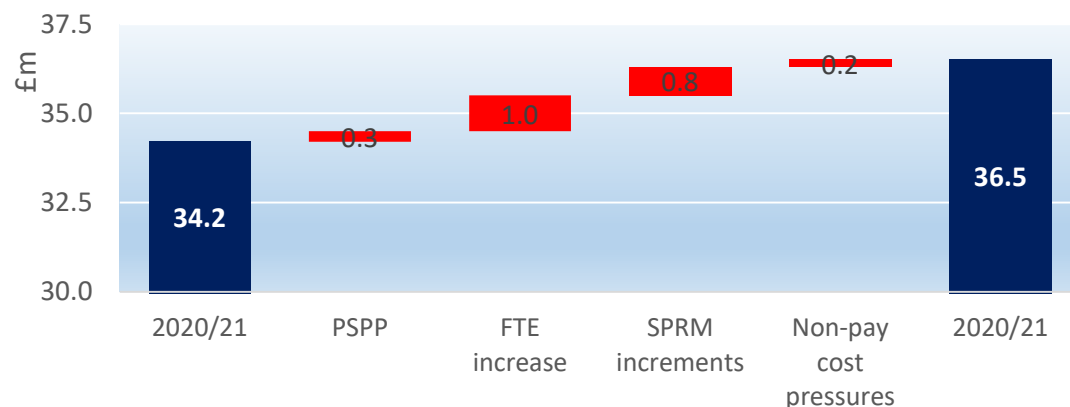 37.5
£m
35.0
32.5
30.0
34.2
0.3
1.0
0.8
0.2
36.5
2020/21
PSPP
FTE
increase
SPRM
increments
Non-pay
cost
pressures
2020/21